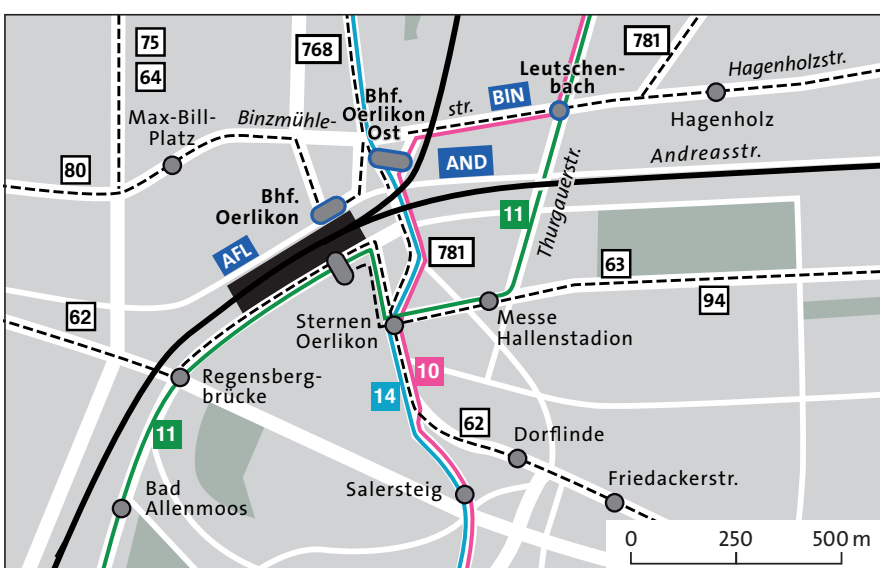 75
64
768
781
Hagenholzstr.
Leutschen-
bach
Bhf.
Oerlikon
Ost
str.
BIN
Max-Bill-
Platz
Binzmühle-
Hagenholz
80
AND
Andreasstr.
Bhf.
Oerlikon
11
Thurgauerstr.
AFL
781
63
94
62
Sternen
Oerlikon
Messe
Hallenstadion
Regensberg-
brücke
10
14
11
62
Dorflinde
Bad
Allenmoos
Salersteig
Friedackerstr.
0 250 500 m